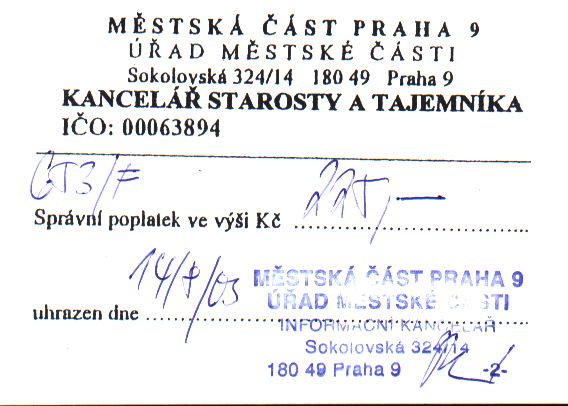 MĚSTSKÁ ČÁST PRAHA 9
ÚŘAD MĚSTSKÉ ČÁSTI
Sokolovská 324/14 180 49 Praha 9
KANCELÁŘ STAROSTY A TAJEMNÍKA
IČO: 00063894
Správní poplatek ve výši Kč 225,—
uhrazen dne 14/8/03
MĚSTSKÁ ČÁST PRAHA 9
ÚŘAD MĚSTSKÉ ČÁSTI
INFORMAČNÍ KANCELÁŘ
Sokolovská 324/14
180 49 Praha 9 -2-